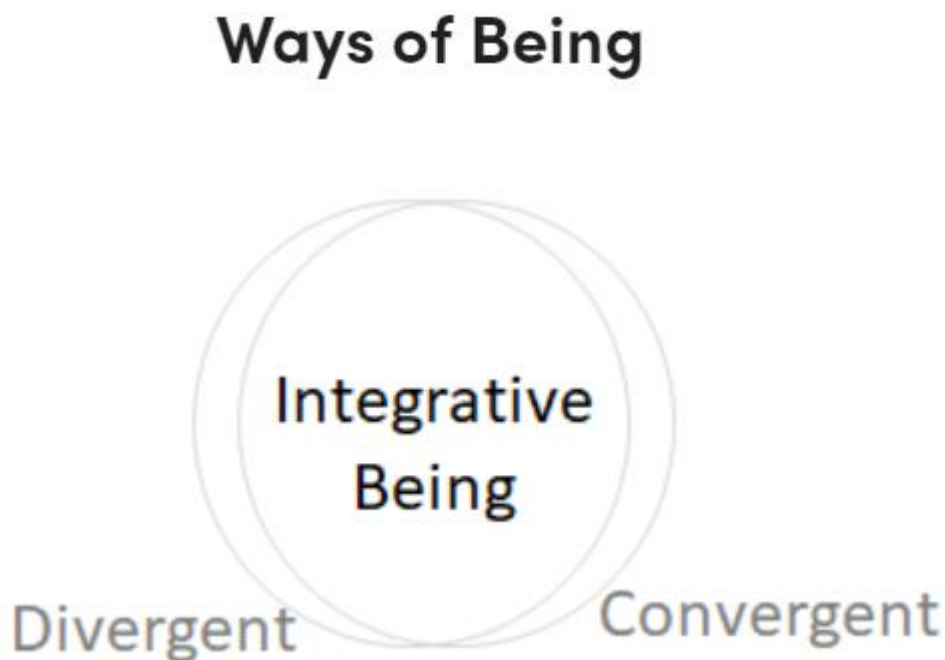 Ways of Being
Integrative
Being
Divergent
Convergent